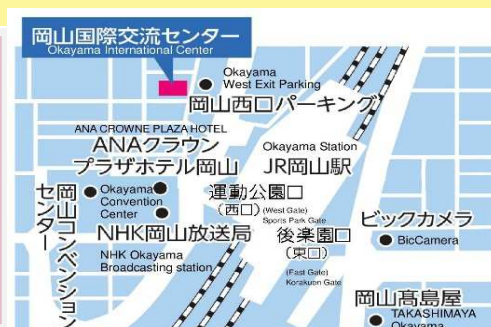 岡山国際交流センター
Okayama International Center
Okayama
West Exit Parking
岡山西口パーキング
ANA CROWNE PLAZA HOTEL
ANAクラウン
プラザホテル岡山
Okayama Station
JR岡山駅
岡山コンベンション
センター
Okayama
Convention
Center
運動公園口
(西口)
(West Gate)
Sports Park Gate
NHK岡山放送局
NHK Okayama
Broadcasting station
後楽園口
(東口)
(East Gate)
Korakuen Gate
ビックカメラ
BicCamera
岡山髙島屋
TAKASHIMAYA
Okayama